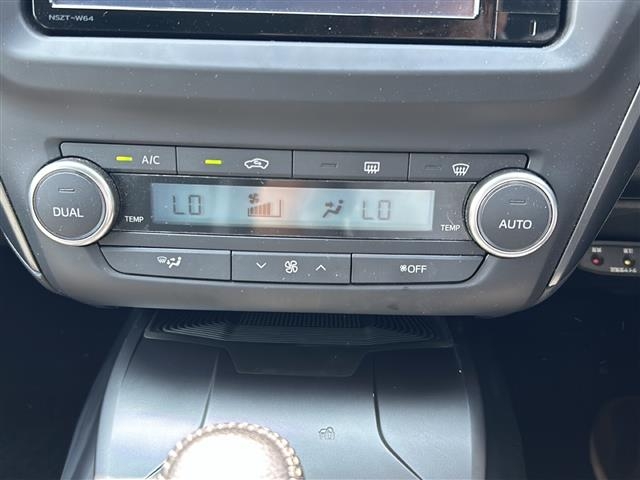 NSZT-W64
A/C
DUAL
TEMP
LO
LO
TEMP
AUTO
OFF